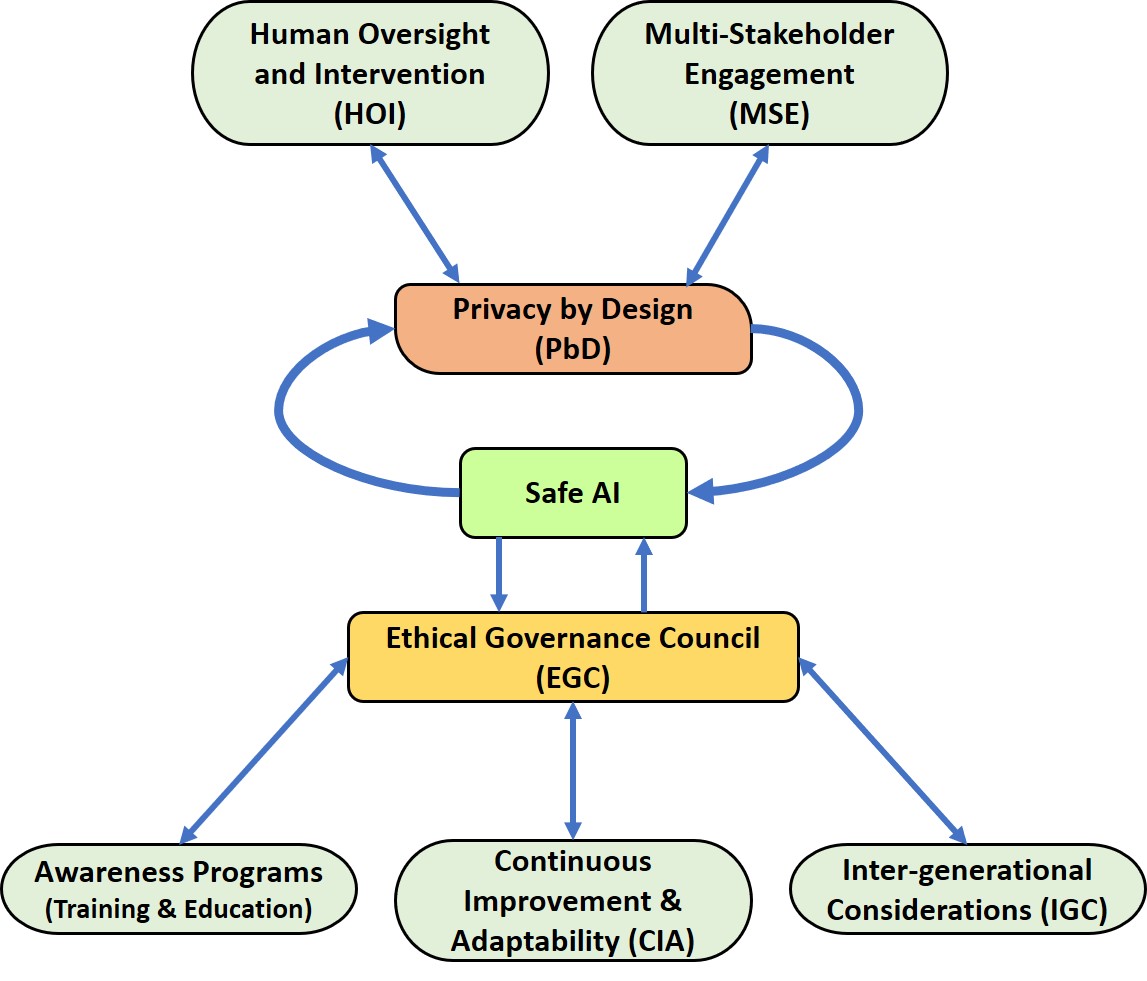 Human Oversight
and Intervention
(HOI)
Multi-Stakeholder
Engagement
(MSE)
Privacy by Design
(PbD)
Safe AI
Ethical Governance Council
(EGC)
Awareness Programs
(Training & Education)
Continuous
Improvement &
Adaptability (CIA)
Inter-generational
Considerations (IGC)